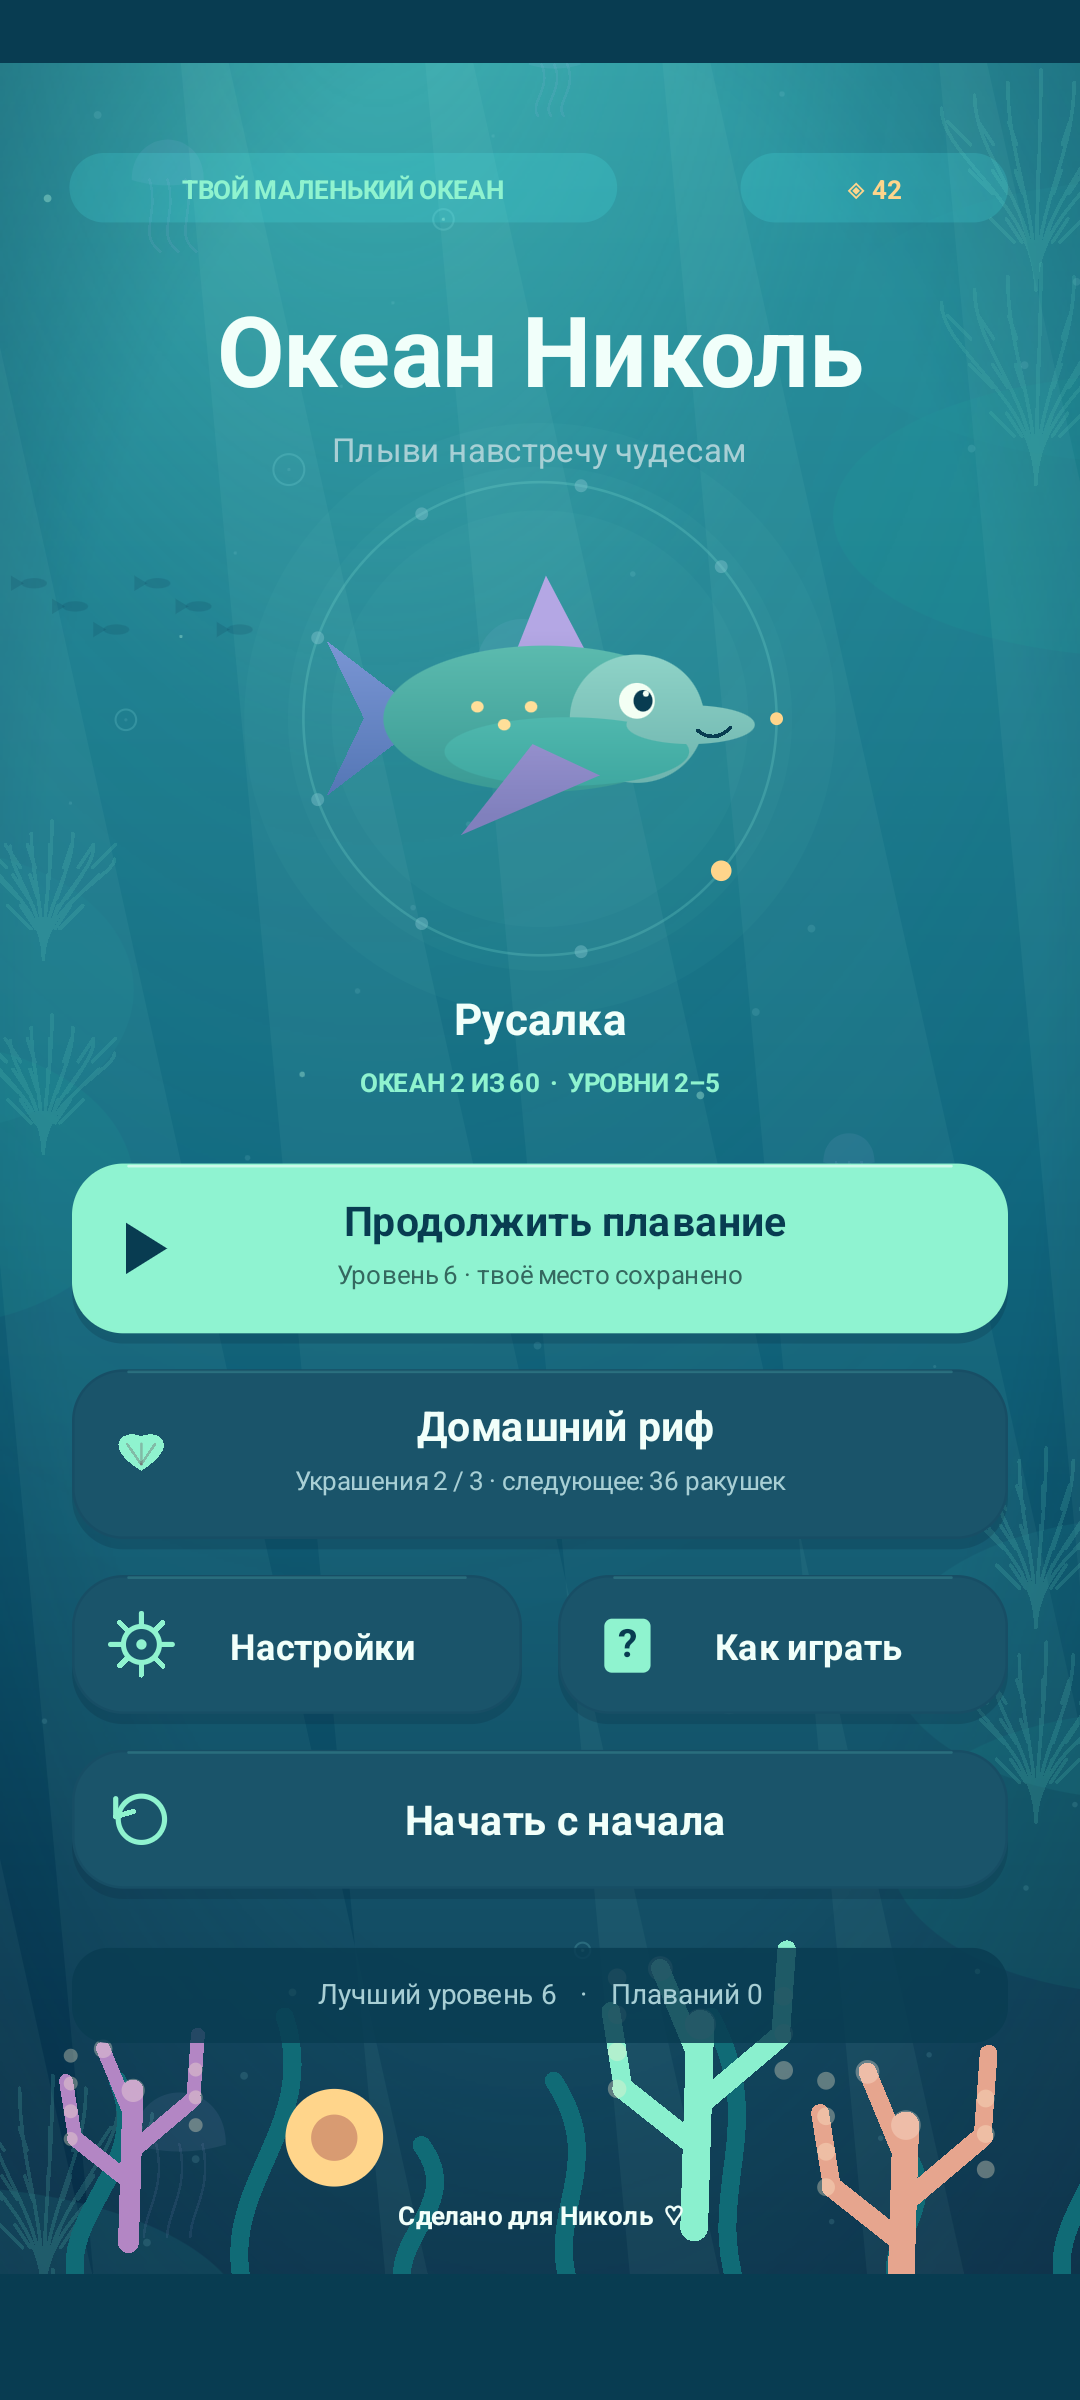 ТВОЙ МАЛЕНЬКИЙ ОКЕАН
42
Океан Николь
Плыви навстречу чудесам
Русалка
ОКЕАН 2 ИЗ 60 · УРОВНИ 2–5
Продолжить плавание
Уровень 6 · твоё место сохранено
Домашний риф
Украшения 2 / 3 · следующее: 36 ракушек
Настройки
? Как играть
Начать с начала
Лучший уровень 6 · Плаваний 0
Сделано для Николь ♡